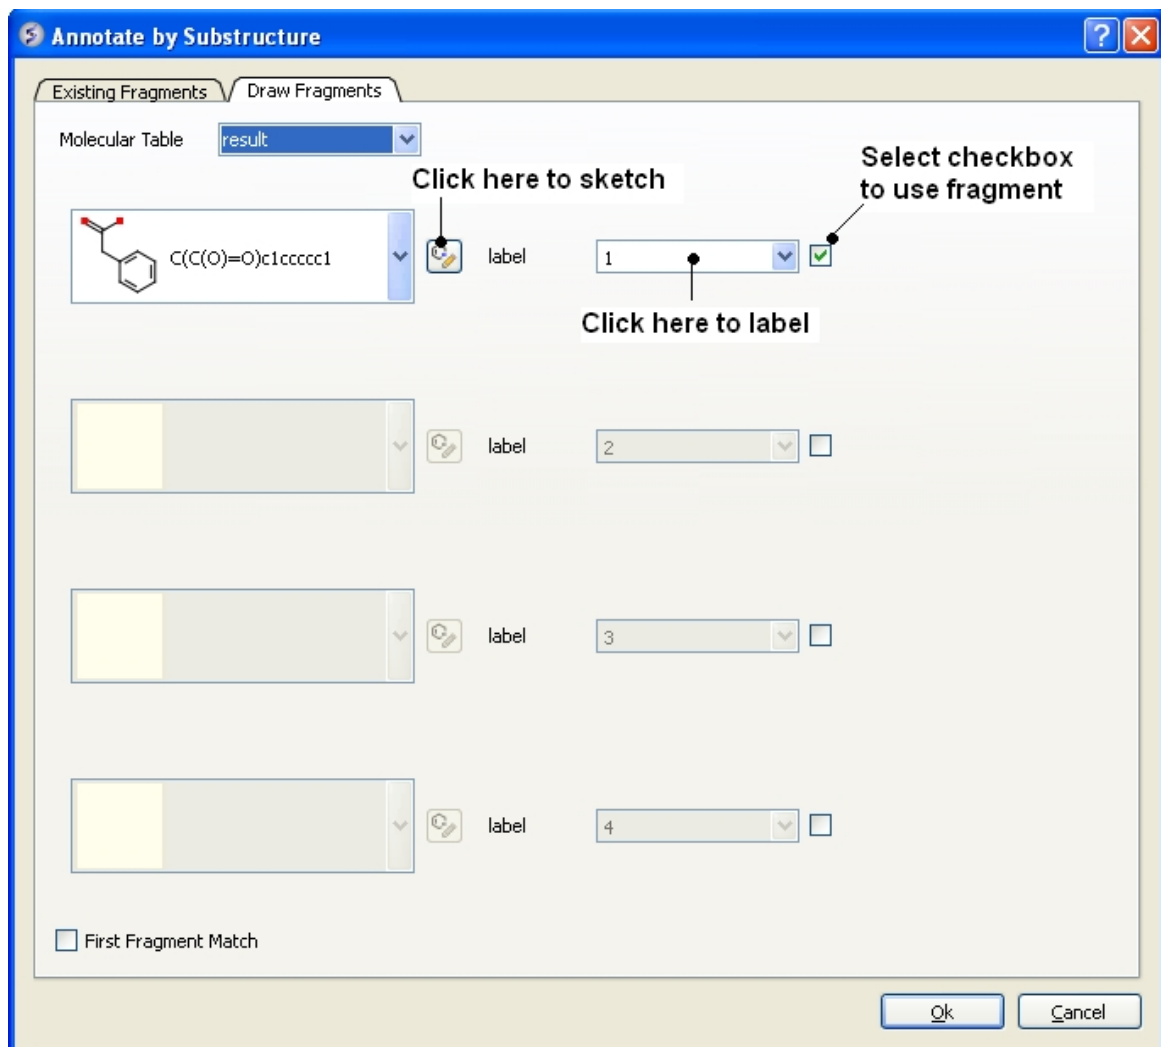 Annotate by Substructure
Existing Fragments
Draw Fragments
Molecular Table
result
Click here to sketch
Select checkbox
to use fragment
C(C(O)=O)c1ccccc1
label
1
Click here to label
label
2
label
3
label
4
First Fragment Match
Ok
Cancel